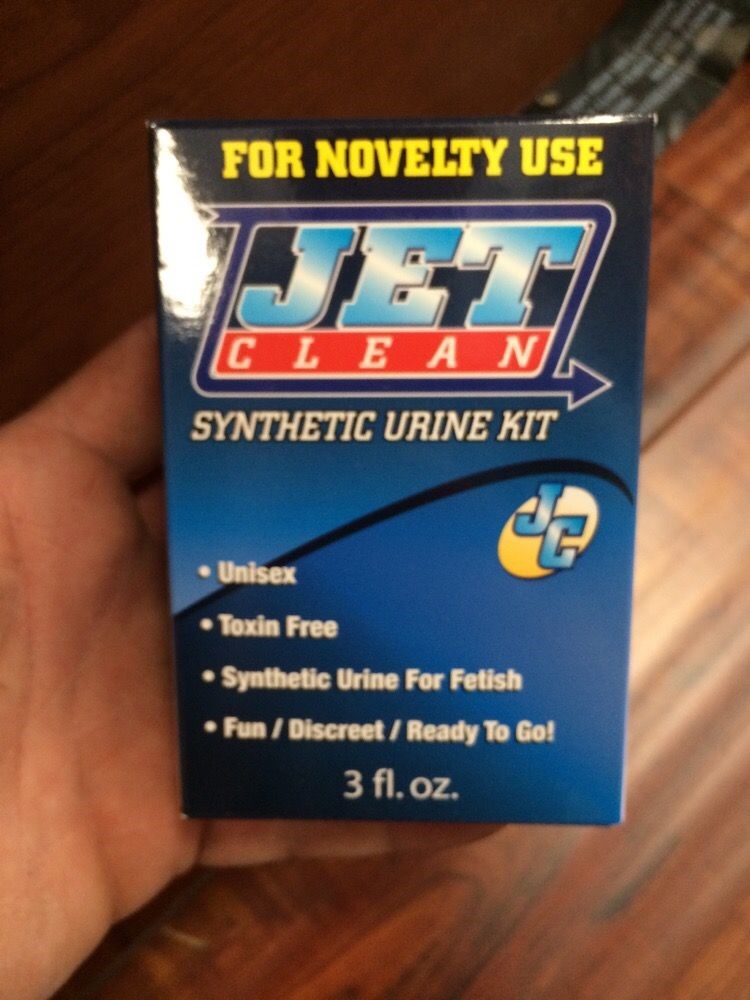 FOR NOVELTY USE
JET
CLEAN
SYNTHETIC URINE KIT
JC
• Unisex
• Toxin Free
• Synthetic Urine For Fetish
• Fun / Discreet / Ready To Go!
3 fl. oz.